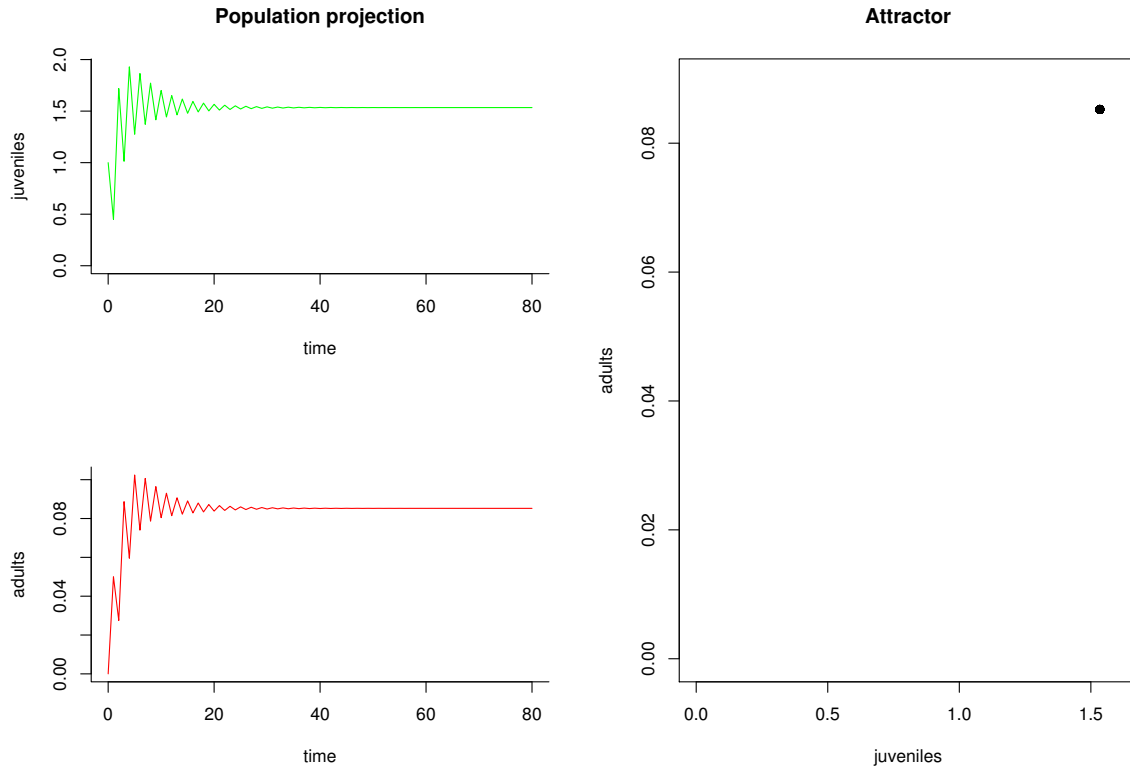 Population projection
juveniles
0.0 0.5 1.0 1.5 2.0
0 20 40 60 80
time
adults
0.00 0.04 0.08
0 20 40 60 80
time
Attractor
adults
0.00 0.02 0.04 0.06 0.08
0.0 0.5 1.0 1.5
juveniles